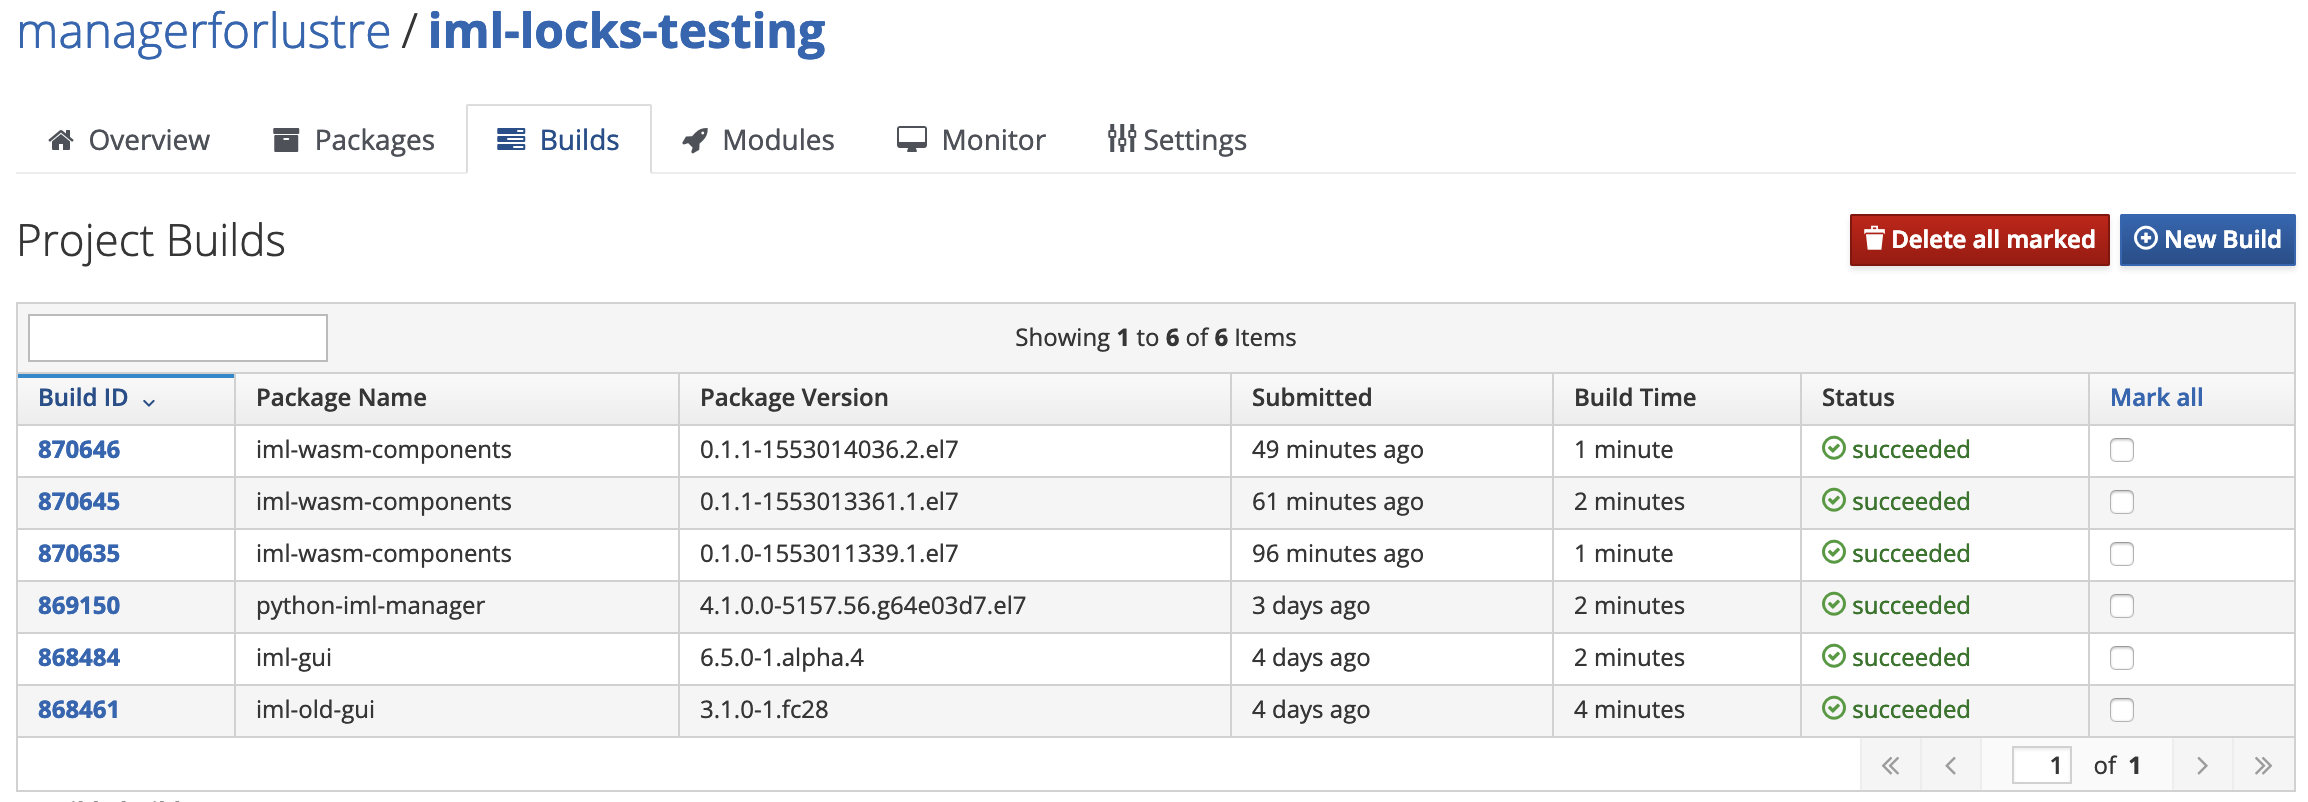 managerforlustre / iml-locks-testing
Overview Packages Builds Modules Monitor Settings
Project Builds
Delete all marked New Build
Showing 1 to 6 of 6 Items
Build ID Package Name Package Version Submitted Build Time Status Mark all
870646 iml-wasm-components 0.1.1-1553014036.2.el7 49 minutes ago 1 minute succeeded
870645 iml-wasm-components 0.1.1-1553013361.1.el7 61 minutes ago 2 minutes succeeded
870635 iml-wasm-components 0.1.0-1553011339.1.el7 96 minutes ago 1 minute succeeded
869150 python-iml-manager 4.1.0.0-5157.56.g64e03d7.el7 3 days ago 2 minutes succeeded
868484 iml-gui 6.5.0-1.alpha.4 4 days ago 2 minutes succeeded
868461 iml-old-gui 3.1.0-1.fc28 4 days ago 4 minutes succeeded
1 of 1